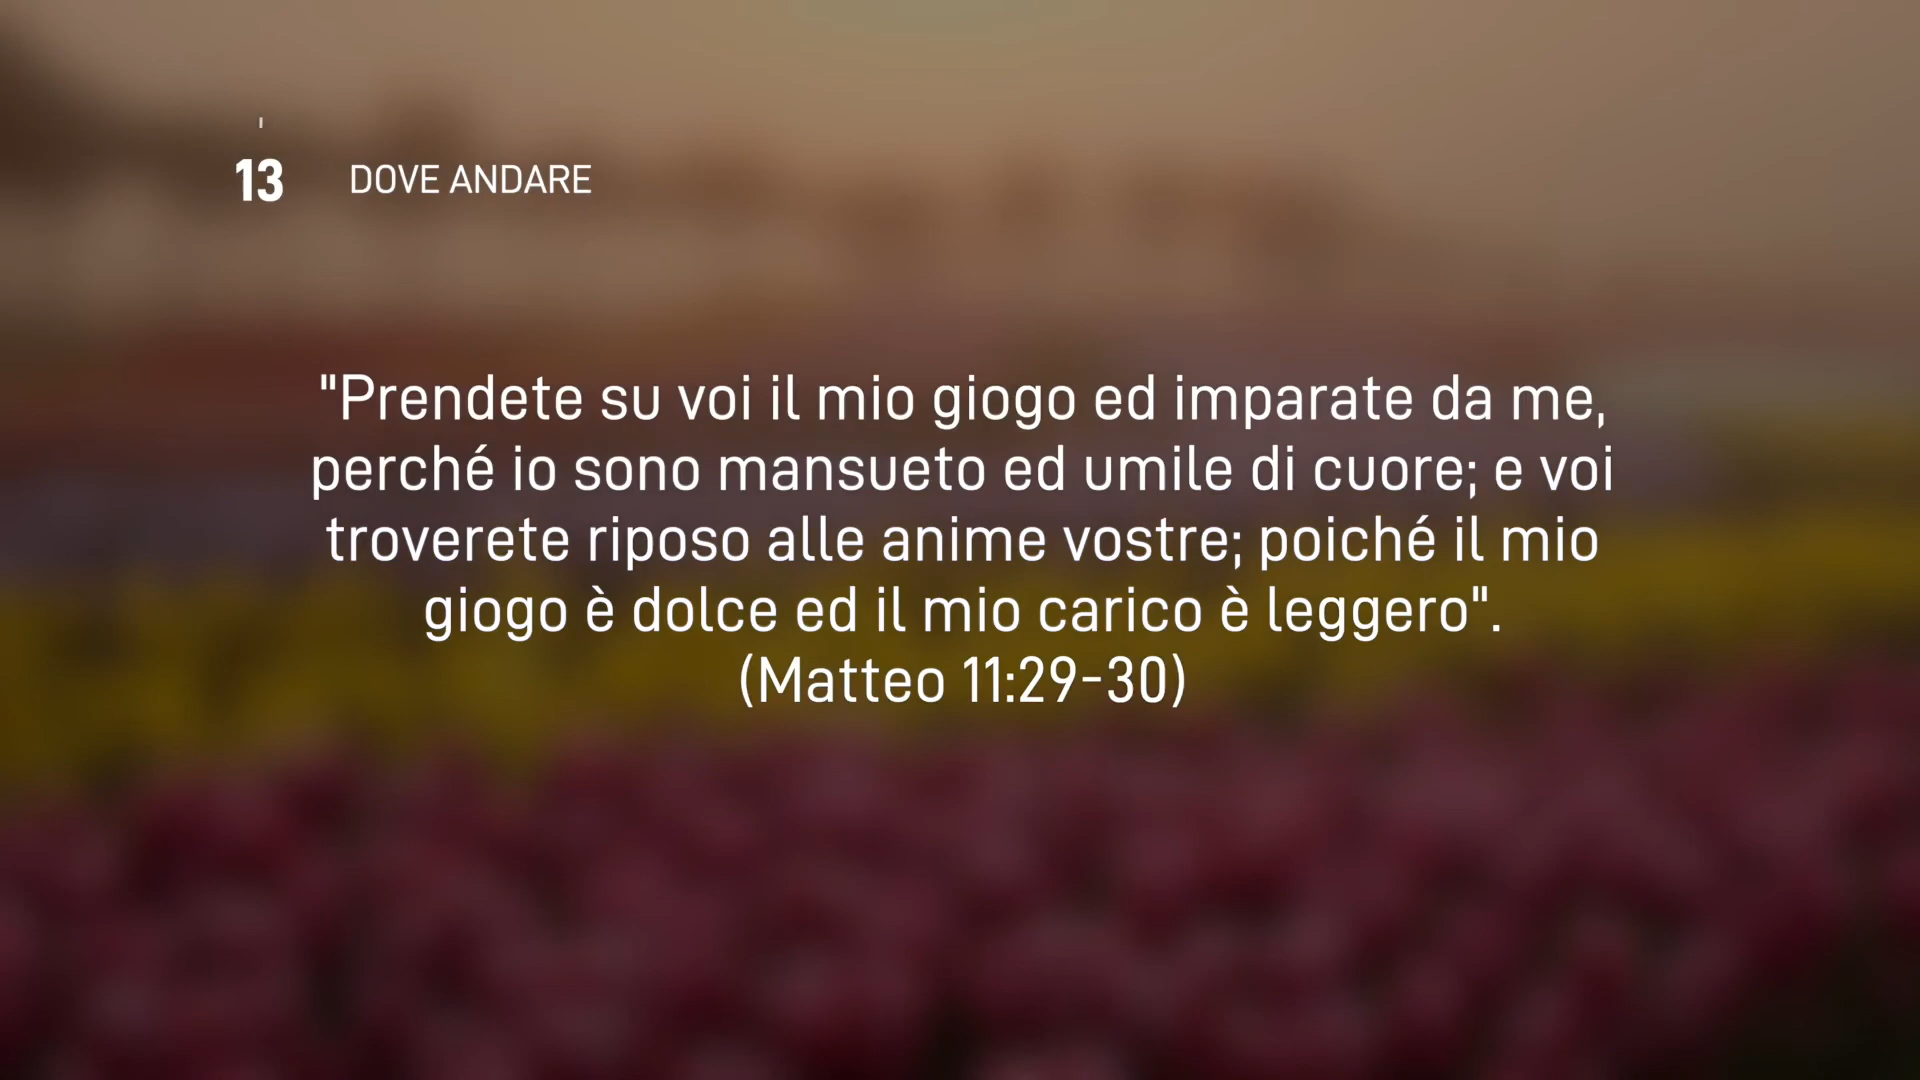 13 DOVE ANDARE
"Prendete su voi il mio giogo ed imparate da me,
perché io sono mansueto ed umile di cuore; e voi
troverete riposo alle anime vostre; poiché il mio
giogo è dolce ed il mio carico è leggero".
(Matteo 11:29-30)